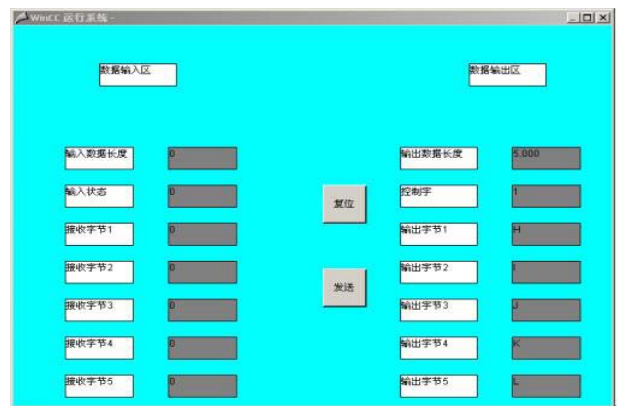 WinCC 运行系统 -
数据输入区 数据输出区
输入数据长度 0 输出数据长度 5.000
输入状态 0 控制字 1
复位
接收字节1 0 输出字节1 H
接收字节2 0 输出字节2 I
发送
接收字节3 0 输出字节3 J
接收字节4 0 输出字节4 K
接收字节5 0 输出字节5 L